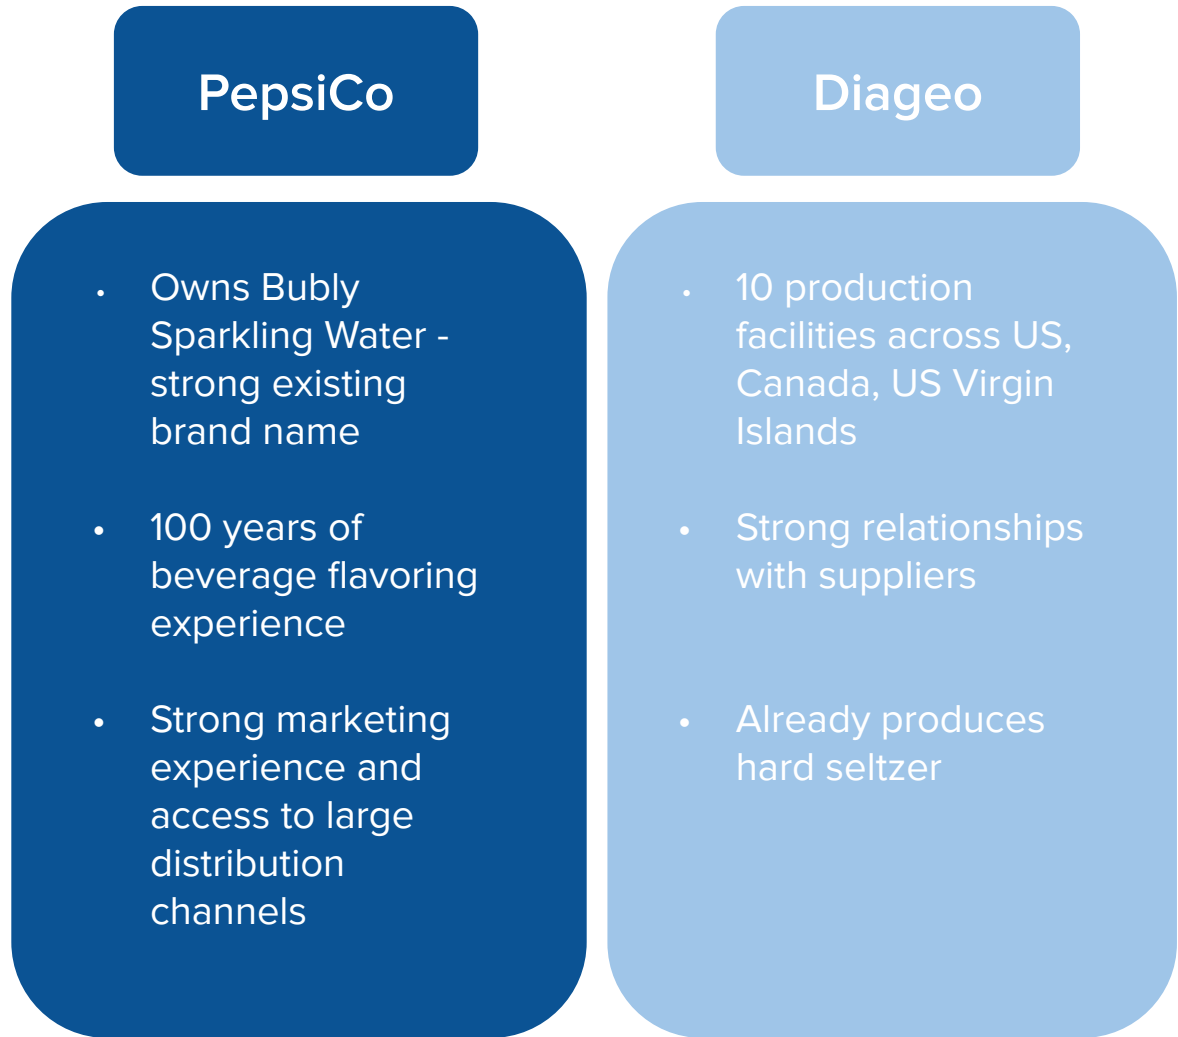 PepsiCo
• Owns Bubly
Sparkling Water -
strong existing
brand name
• 100 years of
beverage flavoring
experience
• Strong marketing
experience and
access to large
distribution
channels
Diageo
• 10 production
facilities across US,
Canada, US Virgin
Islands
• Strong relationships
with suppliers
• Already produces
hard seltzer